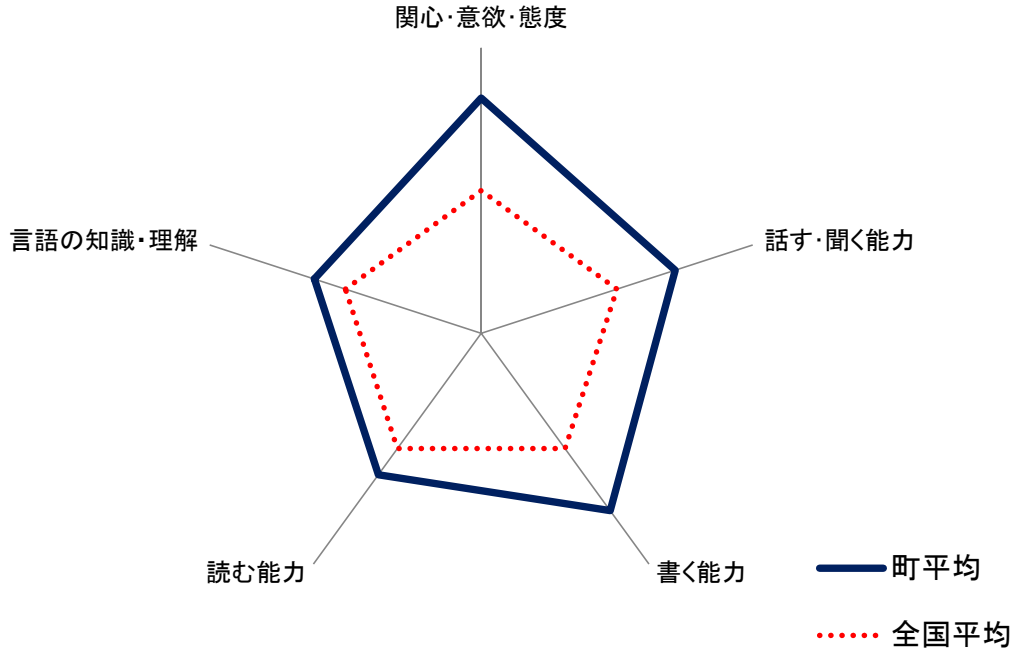 関心・意欲・態度
言語の知識・理解
話す・聞く能力
読む能力
書く能力
町平均
全国平均